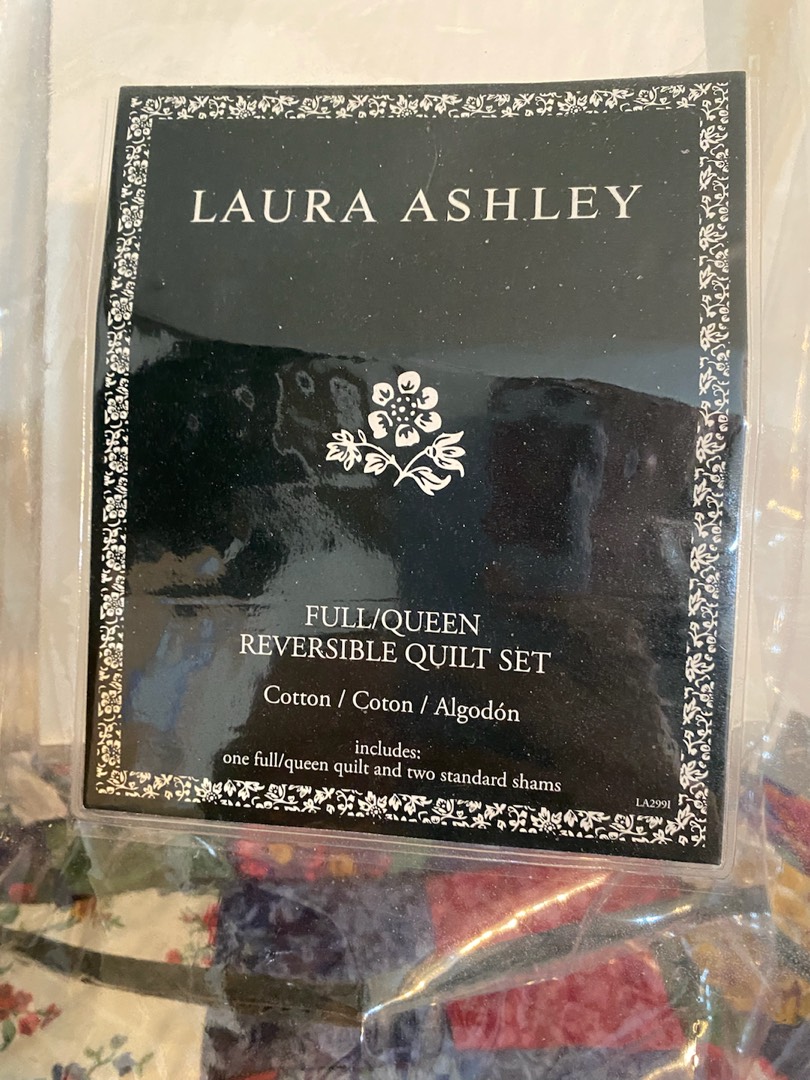 LAURA ASHLEY
FULL/QUEEN
REVERSIBLE QUILT SET
Cotton / Coton / Algodón
includes:
one full/queen quilt and two standard shams
LA2991